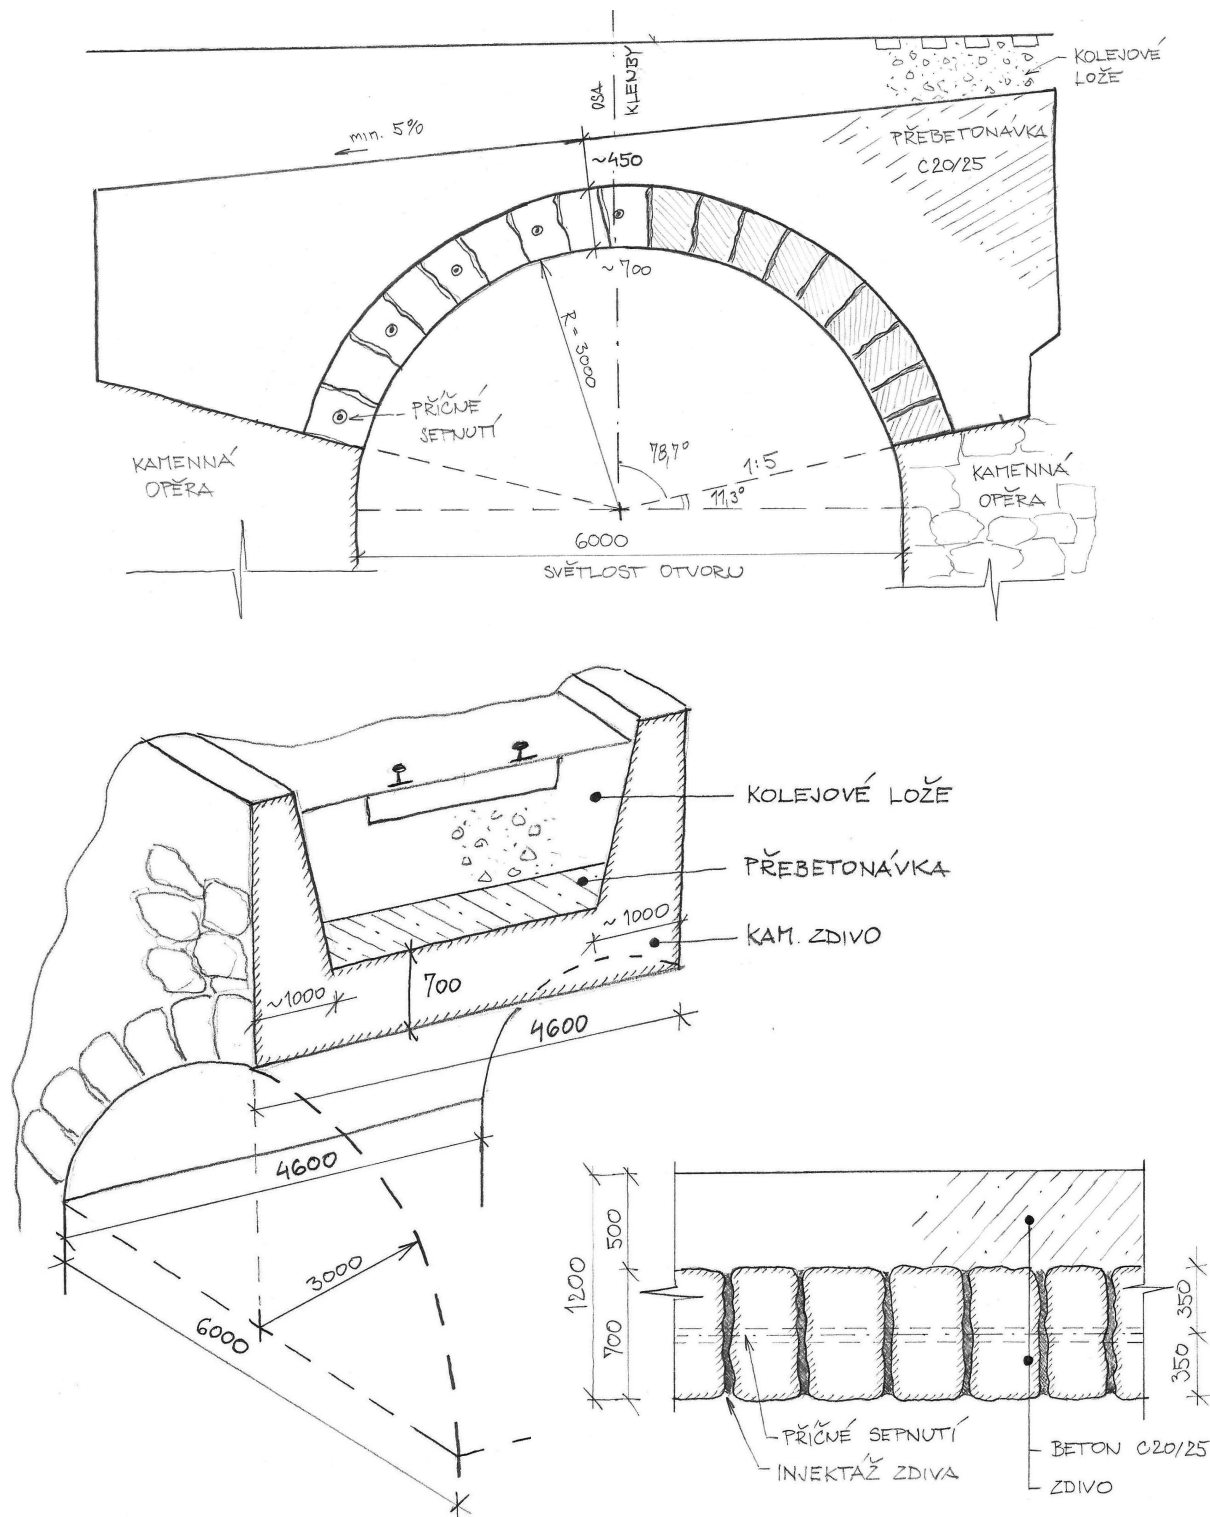 OSA
KLENBY
KOLEJOVÉ
LOŽE
min. 5%
~450
PŘEBETONÁVKA
C20/25
~700
R=3000
PŘÍČNÉ
SEPNUTÍ
78,7°
1:5
11,3°
KAMENNÁ
OPĚRA
KAMENNÁ
OPĚRA
6000
SVĚTLOST OTVORU
KOLEJOVÉ LOŽE
PŘEBETONÁVKA
~1000
KAM. ZDIVO
~1000
700
4600
4600
3000
6000
1200
500
700
350
350
PŘÍČNÉ SEPNUTÍ
INJEKTÁŽ ZDIVA
BETON C20/25
ZDIVO